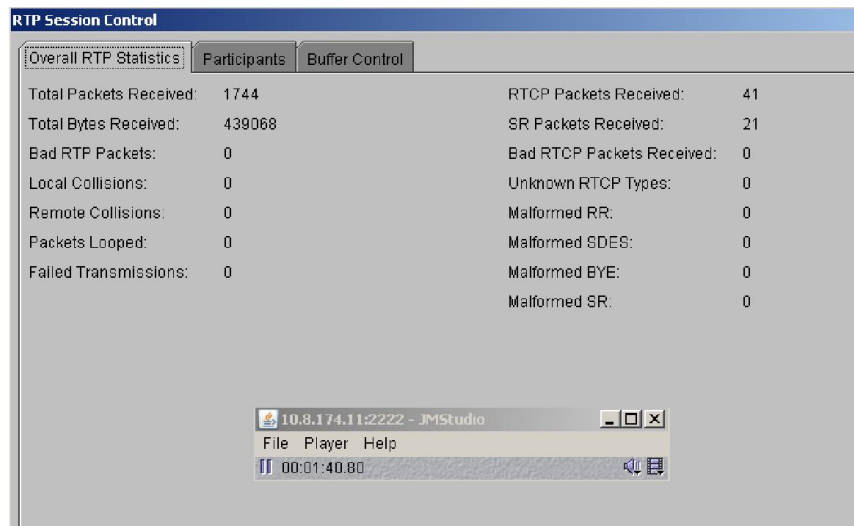 RTP Session Control
Overall RTP Statistics Participants Buffer Control
Total Packets Received: 1744 RTCP Packets Received: 41
Total Bytes Received: 439068 SR Packets Received: 21
Bad RTP Packets: 0 Bad RTCP Packets Received: 0
Local Collisions: 0 Unknown RTCP Types: 0
Remote Collisions: 0 Malformed RR: 0
Packets Looped: 0 Malformed SDES: 0
Failed Transmissions: 0 Malformed BYE: 0
Malformed SR: 0
10.8.174.11:2222 - JMStudio
File Player Help
00:01:40.80